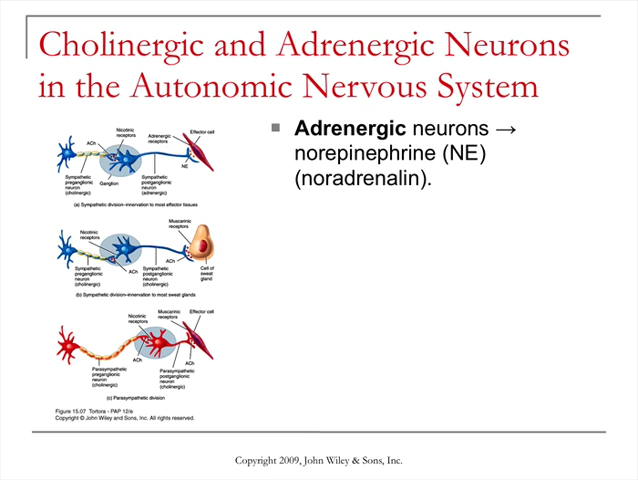 Cholinergic and Adrenergic Neurons
in the Autonomic Nervous System
Adrenergic neurons →
norepinephrine (NE)
(noradrenalin).
Nicotinic
receptors
Adrenergic
receptors
Effector cell
ACh
NE
Sympathetic
preganglionic
neuron
(cholinergic)
Ganglion
Sympathetic
postganglionic
neuron
(adrenergic)
(a) Sympathetic division–innervation to most effector tissues
Muscarinic
receptors
Nicotinic
receptors
ACh
Sympathetic
preganglionic
neuron
(cholinergic)
ACh
Sympathetic
postganglionic
neuron
(cholinergic)
Cell of
sweat
gland
(b) Sympathetic division–innervation to most sweat glands
Nicotinic
receptors
Muscarinic
receptors
Effector cell
ACh
ACh
Parasympathetic
preganglionic
neuron
(cholinergic)
Parasympathetic
postganglionic
neuron
(cholinergic)
(c) Parasympathetic division
Figure 15.07 Tortora - PAP 12/e
Copyright © John Wiley and Sons, Inc. All rights reserved.
Copyright 2009, John Wiley & Sons, Inc.